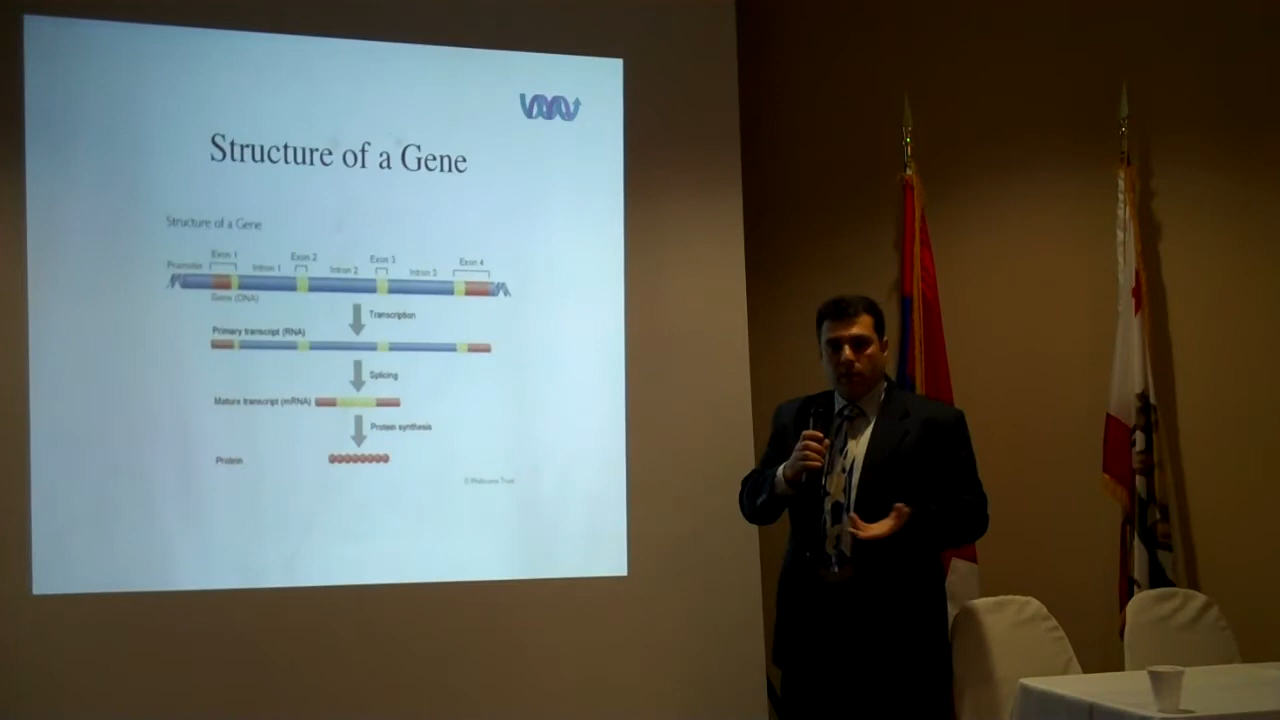 Structure of a Gene
Structure of a Gene
Exon 1 Exon 2 Exon 3 Exon 4
Promoter Intron 1 Intron 2 Intron 3
Gene (DNA)
Transcription
Primary transcript (RNA)
Splicing
Mature transcript (mRNA)
Protein synthesis
Protein
© Wellcome Trust